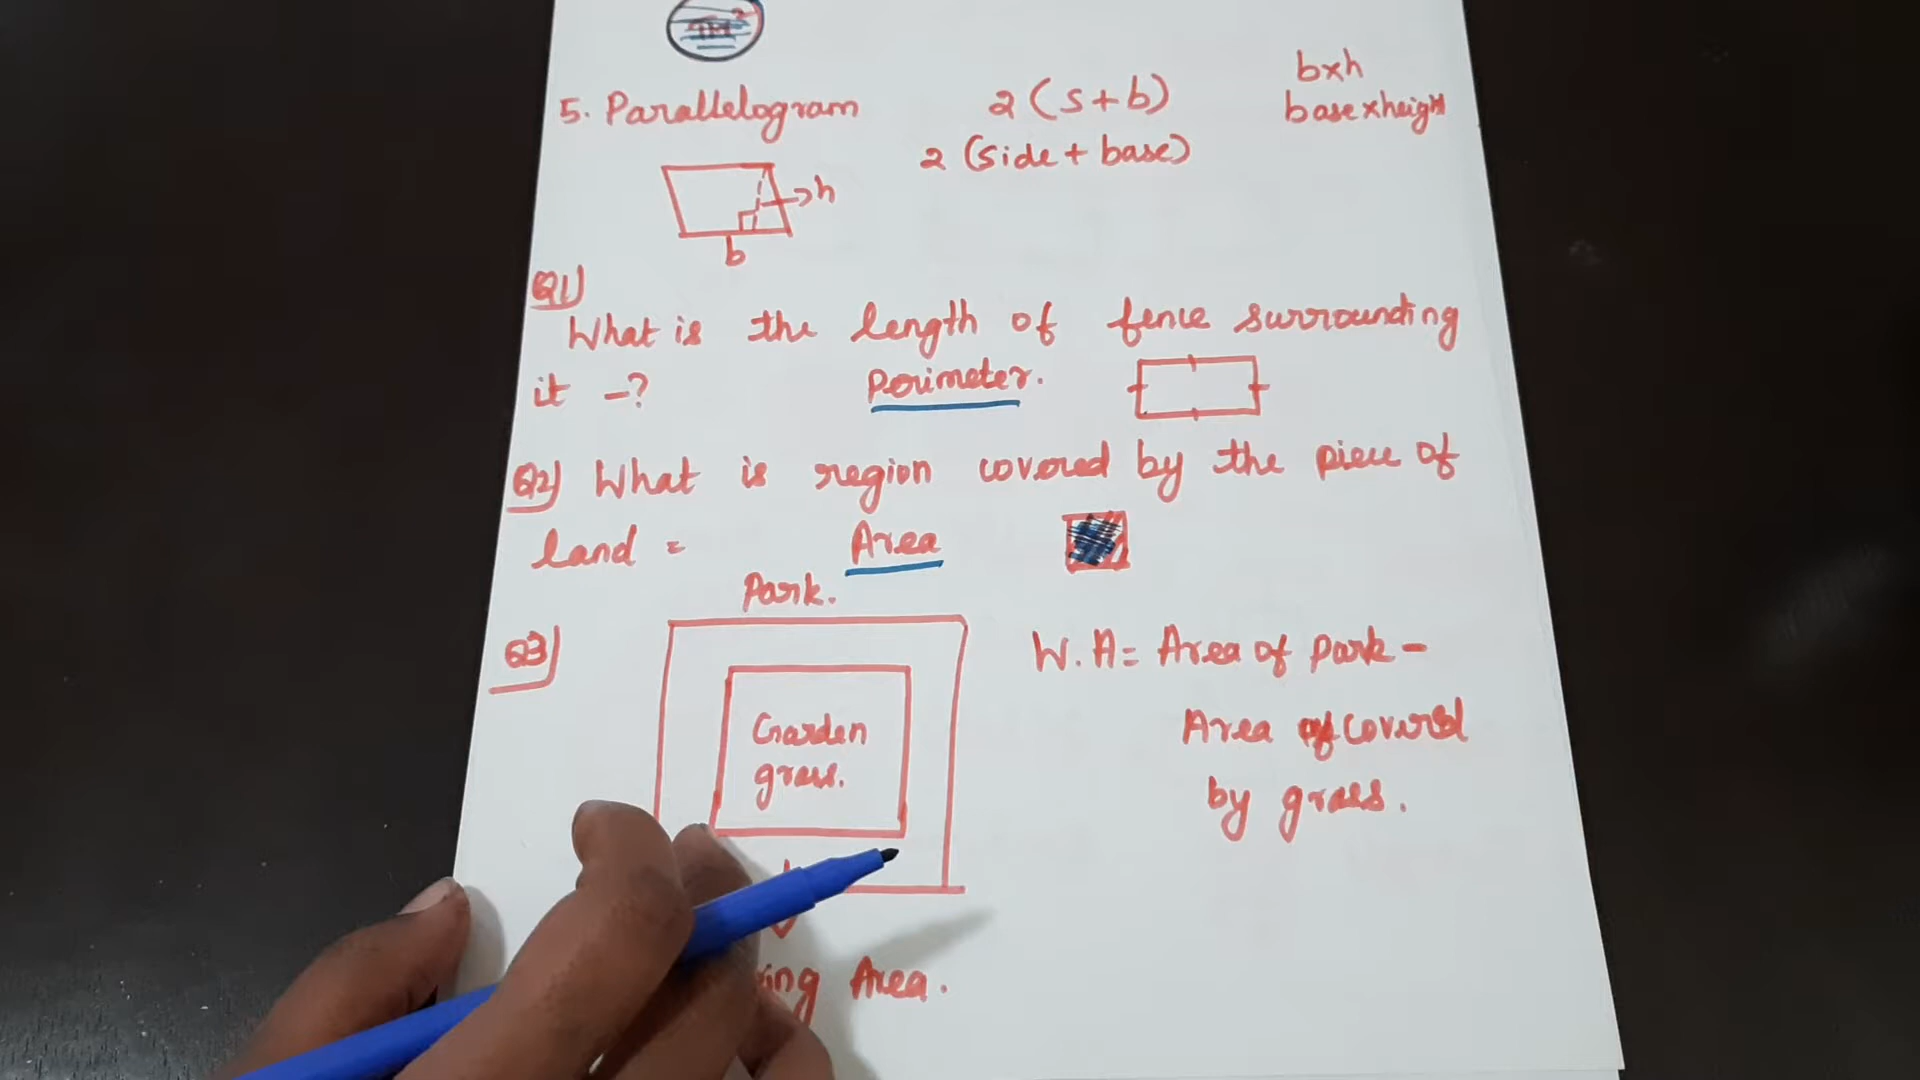 5. Parallelogram 2 (s+b) bxh
2 (side + base) basexheight
h
b
Q1)
What is the length of fence surrounding
it -? Perimeter.
Q2) What is region covered by the piece of
land = Area
Park.
Q3) W.A = Area of park -
Garden Area of covered
grass. by grass.
Area.